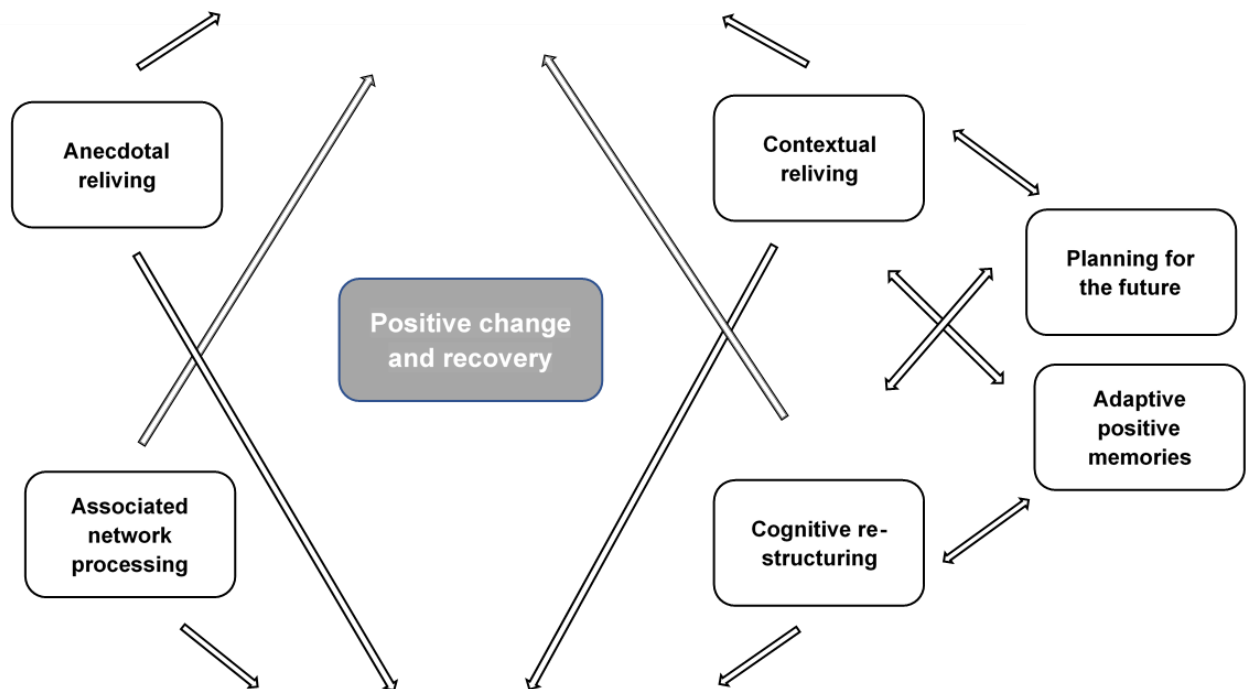 Anecdotal
reliving
Contextual
reliving
Planning for
the future
Positive change
and recovery
Adaptive
positive
memories
Associated
network
processing
Cognitive re-
structuring